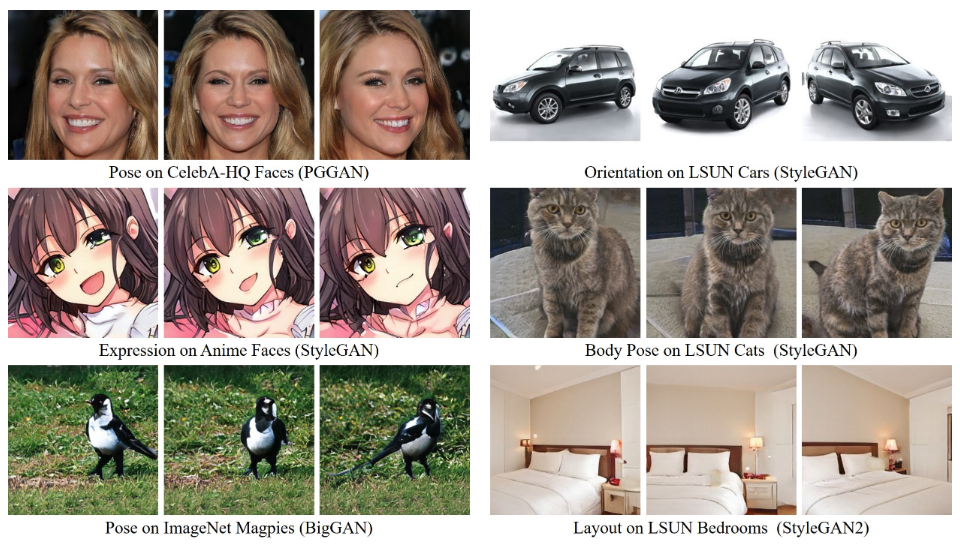 Pose on CelebA-HQ Faces (PGGAN)
Orientation on LSUN Cars (StyleGAN)
Expression on Anime Faces (StyleGAN)
Body Pose on LSUN Cats (StyleGAN)
Pose on ImageNet Magpies (BigGAN)
Layout on LSUN Bedrooms (StyleGAN2)